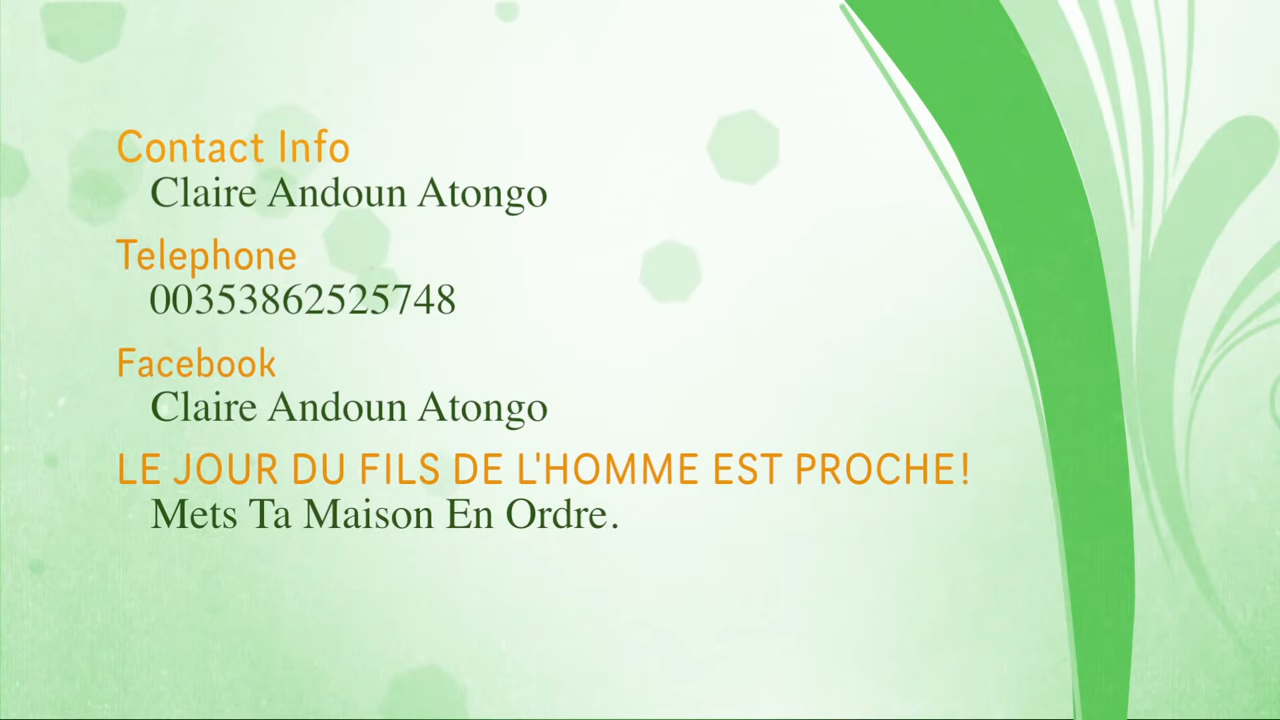 Contact Info
Claire Andoun Atongo
Telephone
00353862525748
Facebook
Claire Andoun Atongo
LE JOUR DU FILS DE L'HOMME EST PROCHE!
Mets Ta Maison En Ordre.